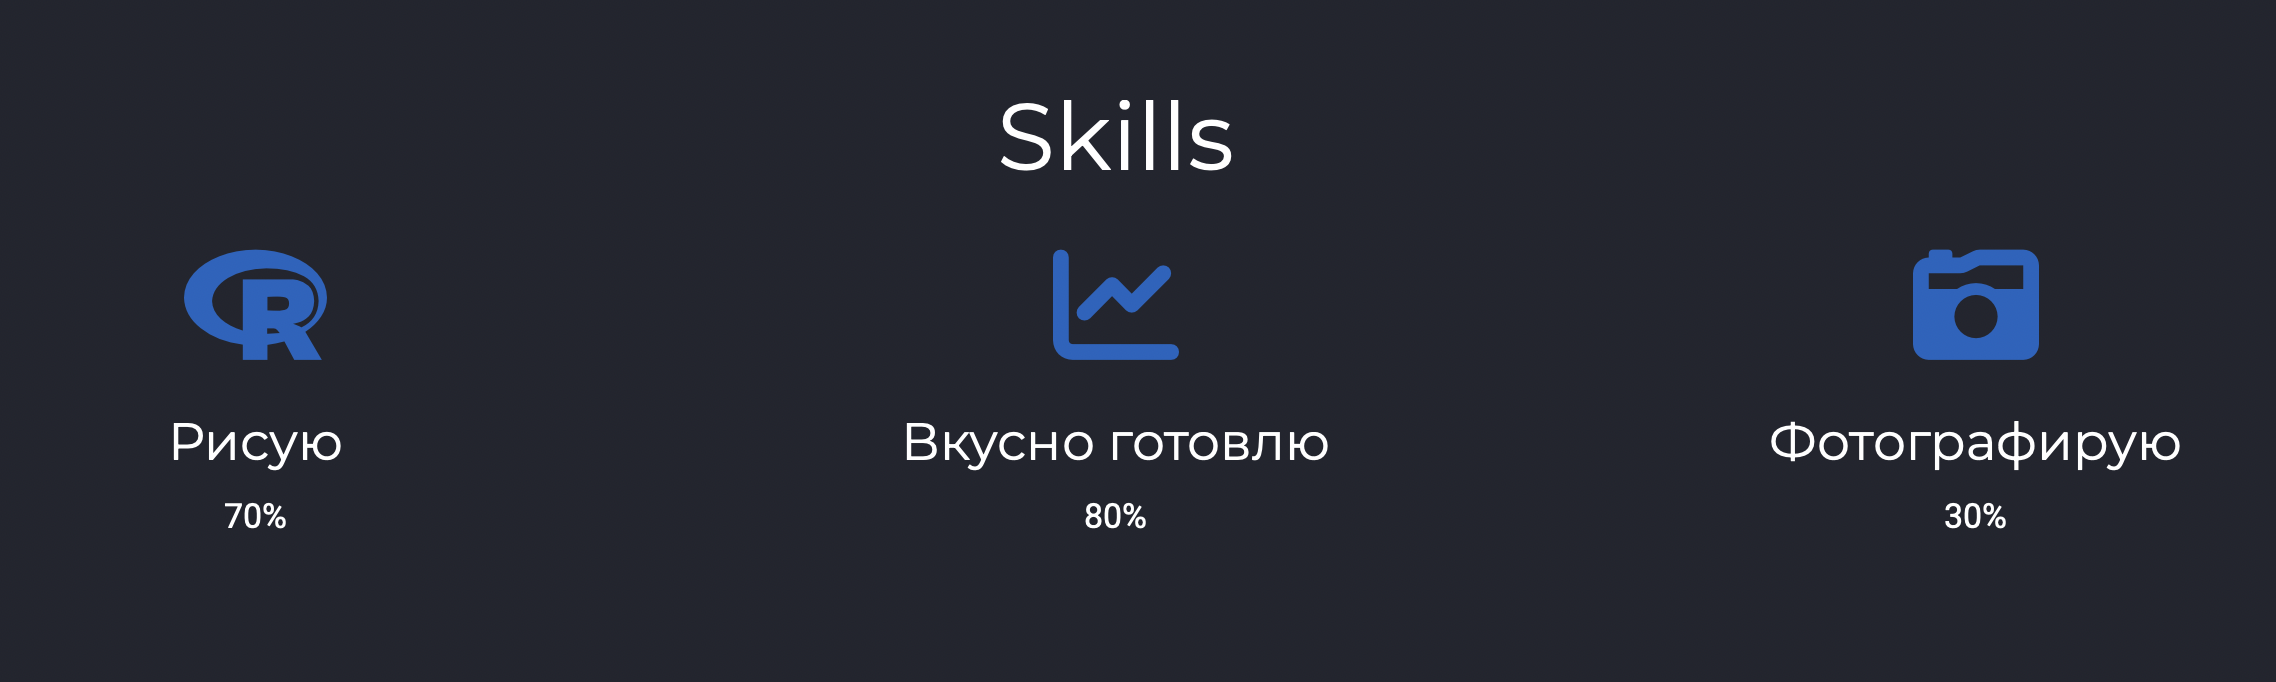 Skills
R
Рисую
Вкусно готовлю
Фотографирую
70%
80%
30%